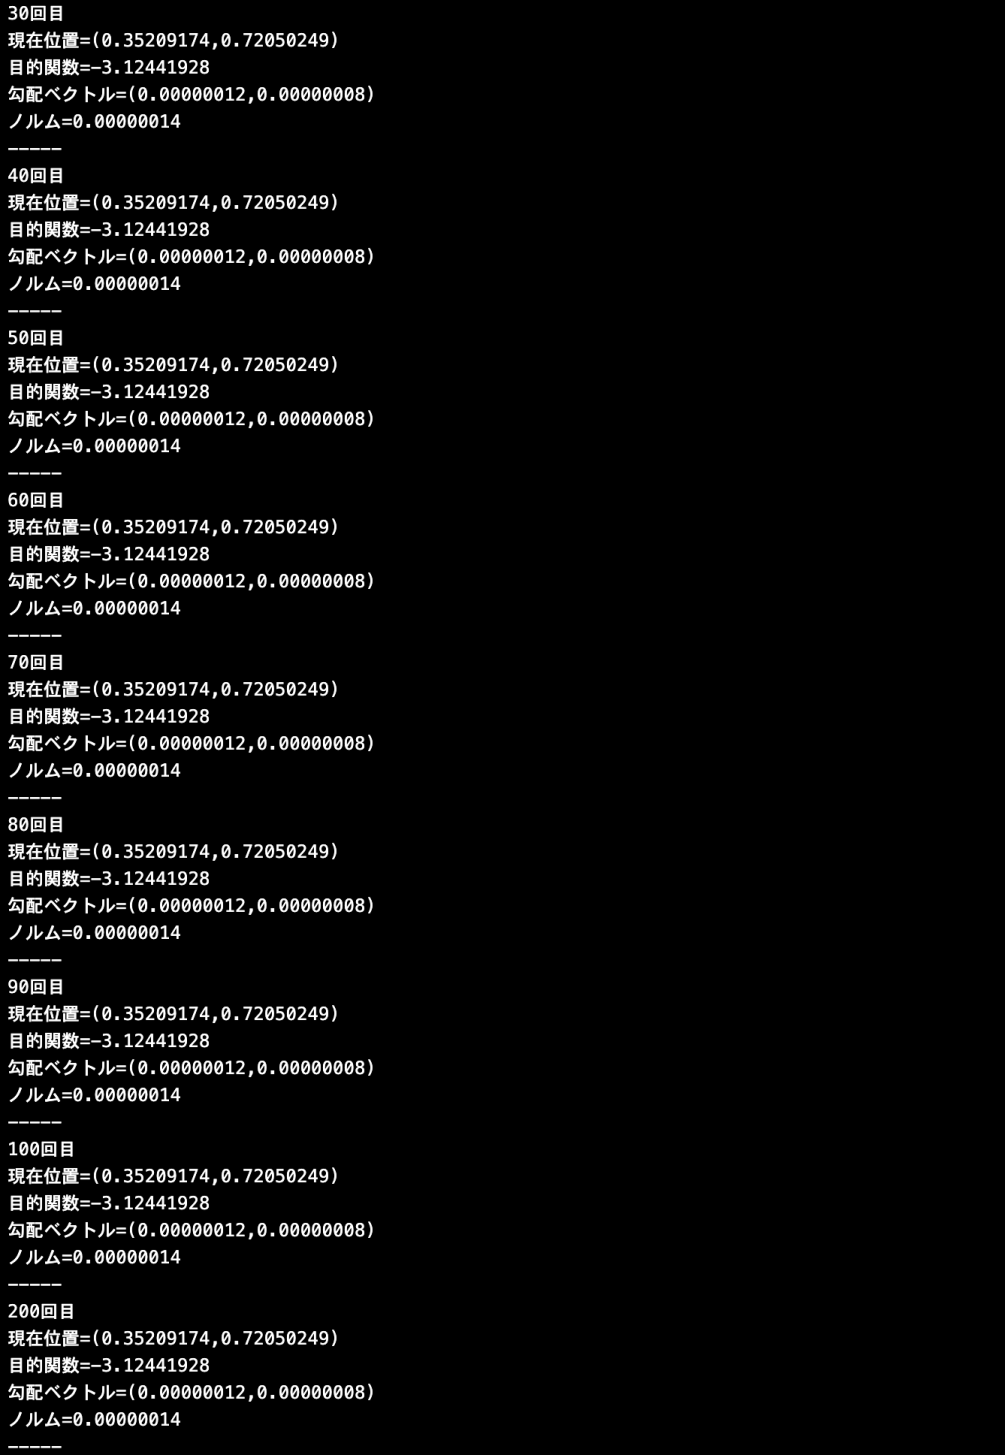 30回目
現在位置=(0.35209174,0.72050249)
目的関数=-3.12441928
勾配ベクトル=(0.00000012,0.00000008)
ノルム=0.00000014
-----
40回目
現在位置=(0.35209174,0.72050249)
目的関数=-3.12441928
勾配ベクトル=(0.00000012,0.00000008)
ノルム=0.00000014
-----
50回目
現在位置=(0.35209174,0.72050249)
目的関数=-3.12441928
勾配ベクトル=(0.00000012,0.00000008)
ノルム=0.00000014
-----
60回目
現在位置=(0.35209174,0.72050249)
目的関数=-3.12441928
勾配ベクトル=(0.00000012,0.00000008)
ノルム=0.00000014
-----
70回目
現在位置=(0.35209174,0.72050249)
目的関数=-3.12441928
勾配ベクトル=(0.00000012,0.00000008)
ノルム=0.00000014
-----
80回目
現在位置=(0.35209174,0.72050249)
目的関数=-3.12441928
勾配ベクトル=(0.00000012,0.00000008)
ノルム=0.00000014
-----
90回目
現在位置=(0.35209174,0.72050249)
目的関数=-3.12441928
勾配ベクトル=(0.00000012,0.00000008)
ノルム=0.00000014
-----
100回目
現在位置=(0.35209174,0.72050249)
目的関数=-3.12441928
勾配ベクトル=(0.00000012,0.00000008)
ノルム=0.00000014
-----
200回目
現在位置=(0.35209174,0.72050249)
目的関数=-3.12441928
勾配ベクトル=(0.00000012,0.00000008)
ノルム=0.00000014
-----